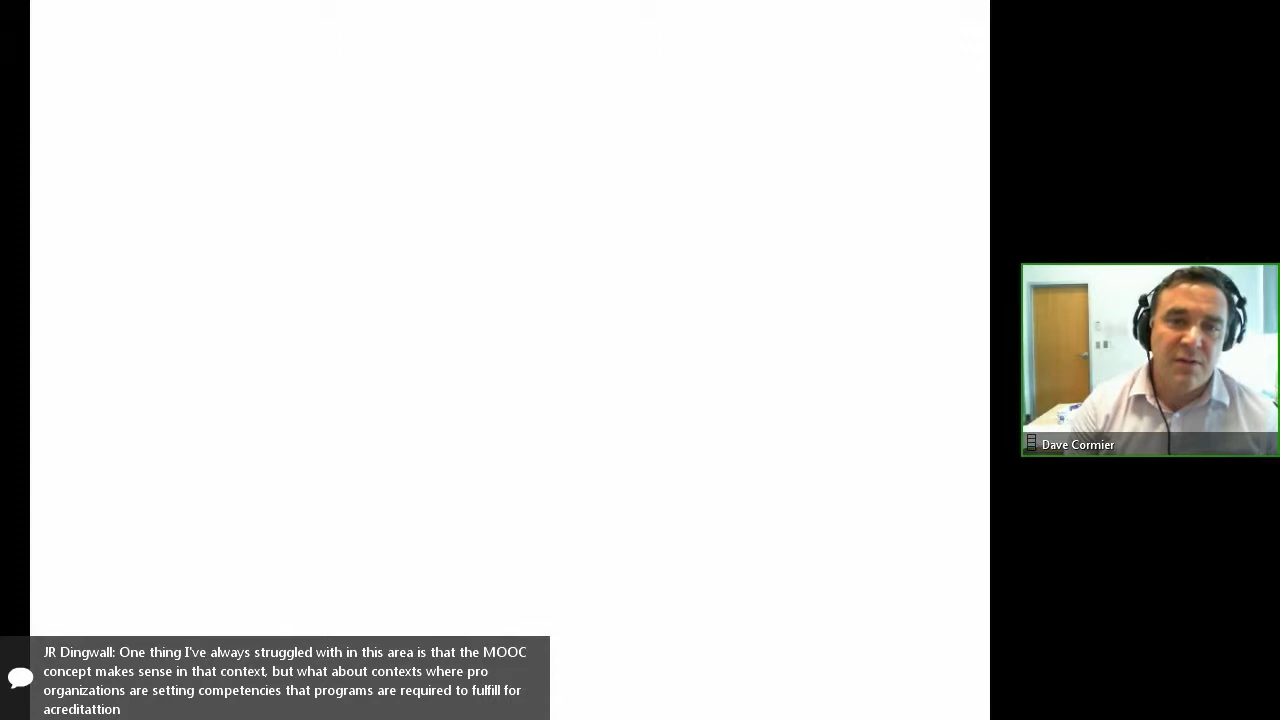 Dave Cormier
JR Dingwall: One thing I've always struggled with in this area is that the MOOC
concept makes sense in that context, but what about contexts where pro
organizations are setting competencies that programs are required to fulfill for
acreditattion